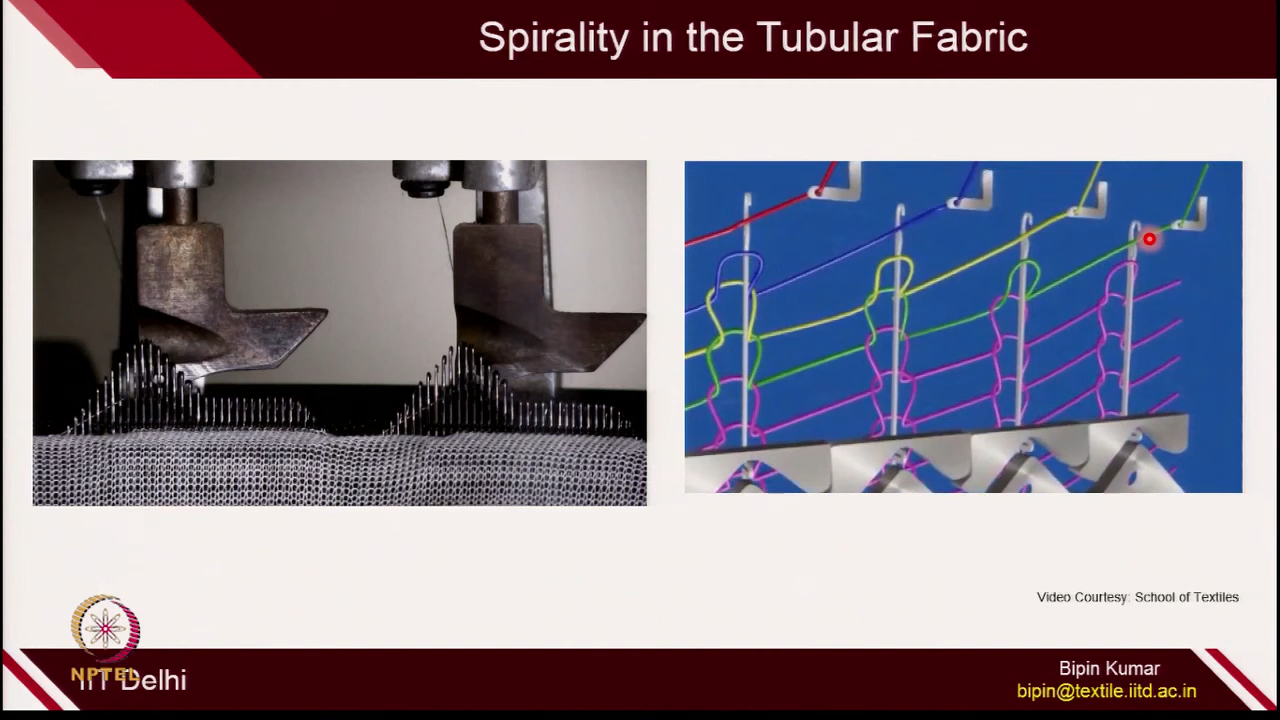 Spirality in the Tubular Fabric
Video Courtesy: School of Textiles
NPTEL
IIT Delhi
Bipin Kumar
bipin@textile.iitd.ac.in